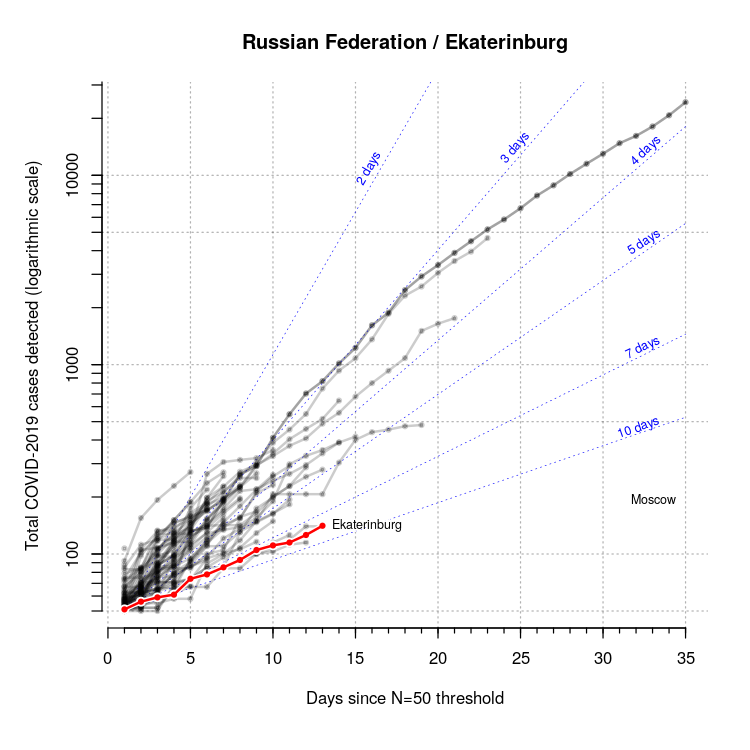 Russian Federation / Ekaterinburg
Total COVID-2019 cases detected (logarithmic scale)
10000
1000
100
2 days
3 days
4 days
5 days
7 days
10 days
Moscow
Ekaterinburg
0 5 10 15 20 25 30 35
Days since N=50 threshold